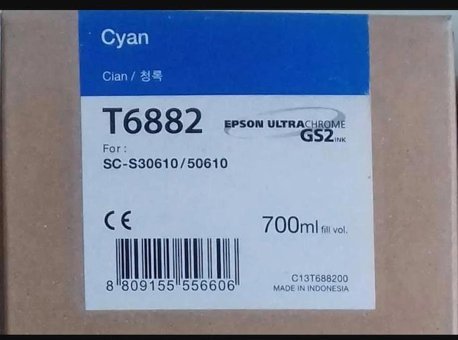 Cyan
Cian / 청록
T6882
EPSON ULTRACHROME
GS2 INK
For :
SC-S30610/50610
CE
700ml fill vol.
8 809155 556606
C13T688200
MADE IN INDONESIA